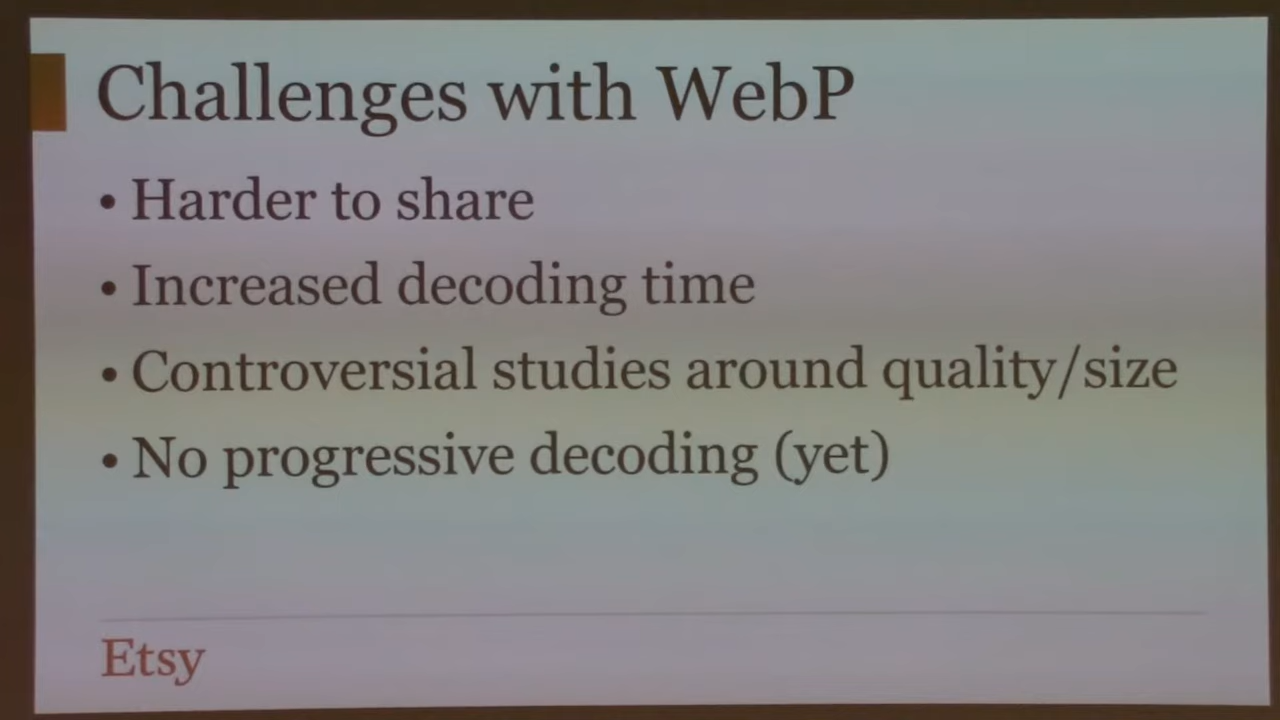 Challenges with WebP
• Harder to share
• Increased decoding time
• Controversial studies around quality/size
• No progressive decoding (yet)
Etsy